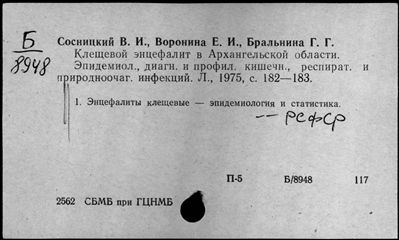 Б
8948
Сосницкий В. И., Воронина Е. И., Бральнина Г. Г.
Клещевой энцефалит в Архангельской области.
Эпидемиол., диагн. и профил. кишечн., респират. и
природноочаг. инфекций. Л., 1975, с. 182—183.
1. Энцефалиты клещевые — эпидемиология и статистика.
—— РСФСР
П-5 Б/8948 117
2562 СБМБ при ГЦНМБ